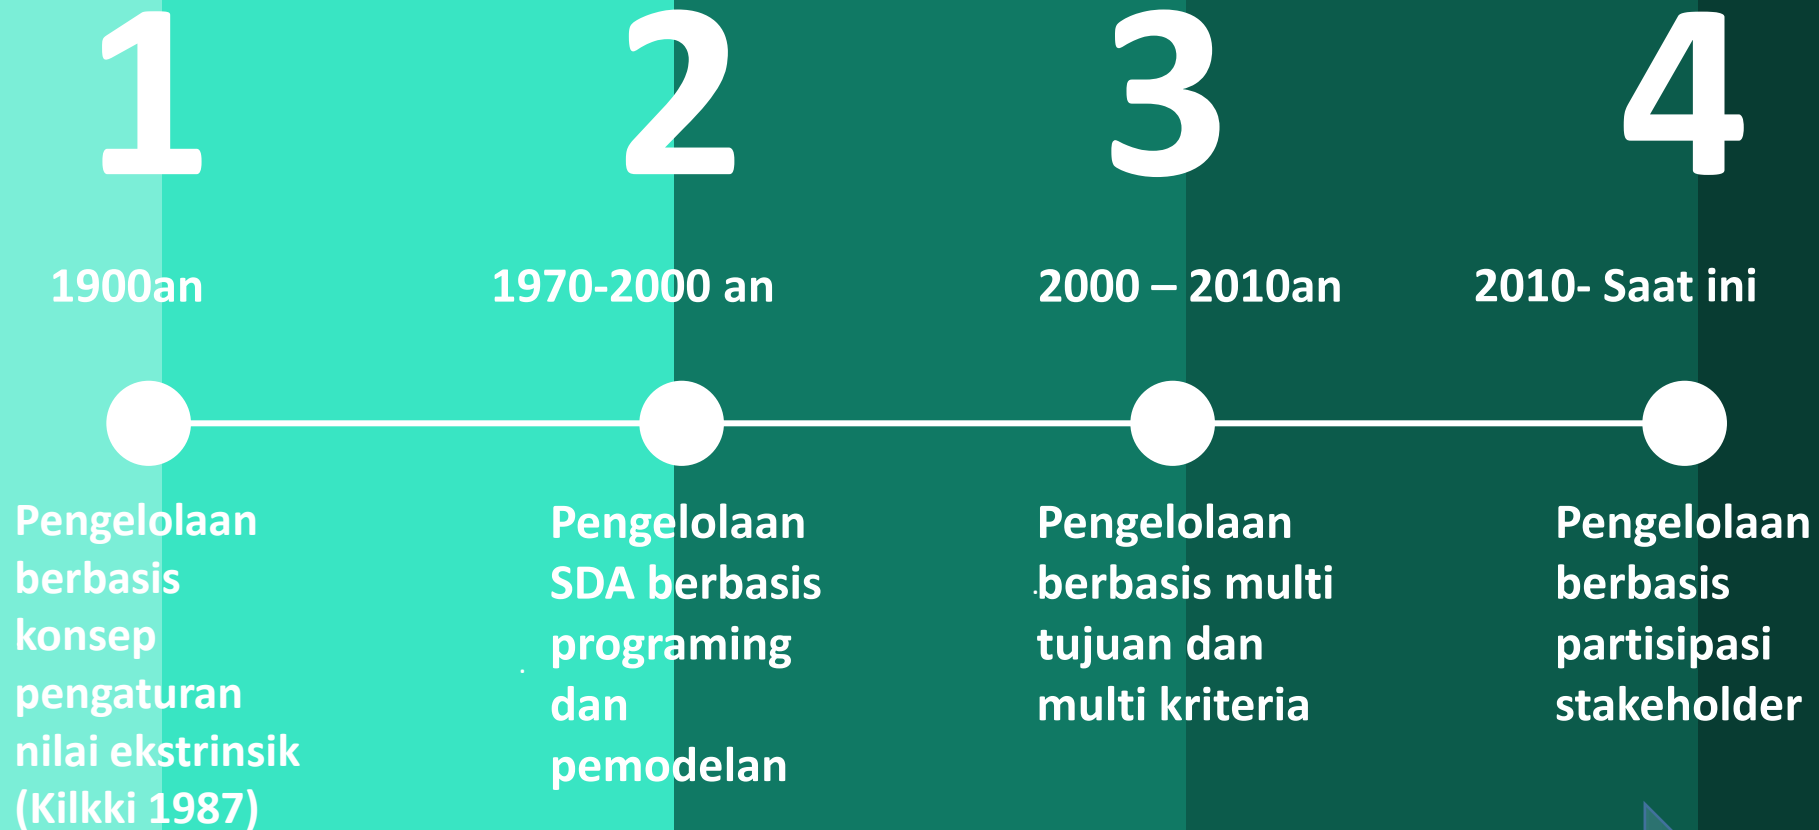 1
1900an
Pengelolaan
berbasis
konsep
pengaturan
nilai ekstrinsik
(Kilkki 1987)
2
1970-2000 an
Pengelolaan
SDA berbasis
programing
dan
pemodelan
3
2000 – 2010an
Pengelolaan
berbasis multi
tujuan dan
multi kriteria
4
2010- Saat ini
Pengelolaan
berbasis
partisipasi
stakeholder